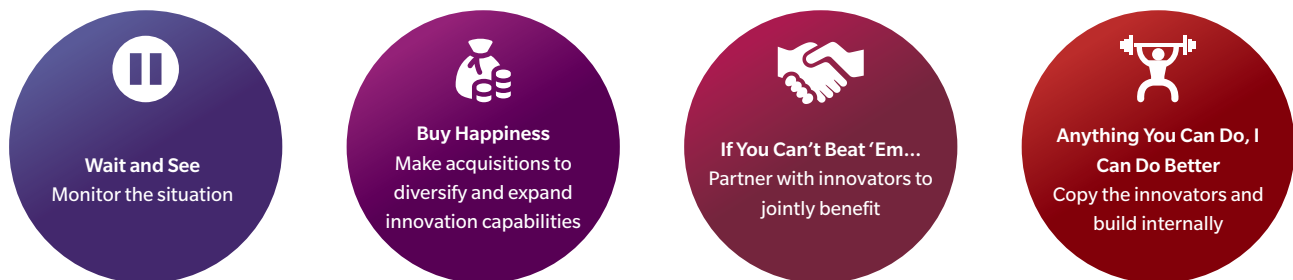 Wait and See
Monitor the situation
Buy Happiness
Make acquisitions to
diversify and expand
innovation capabilities
If You Can’t Beat ‘Em...
Partner with innovators to
jointly benefit
Anything You Can Do, I
Can Do Better
Copy the innovators and
build internally